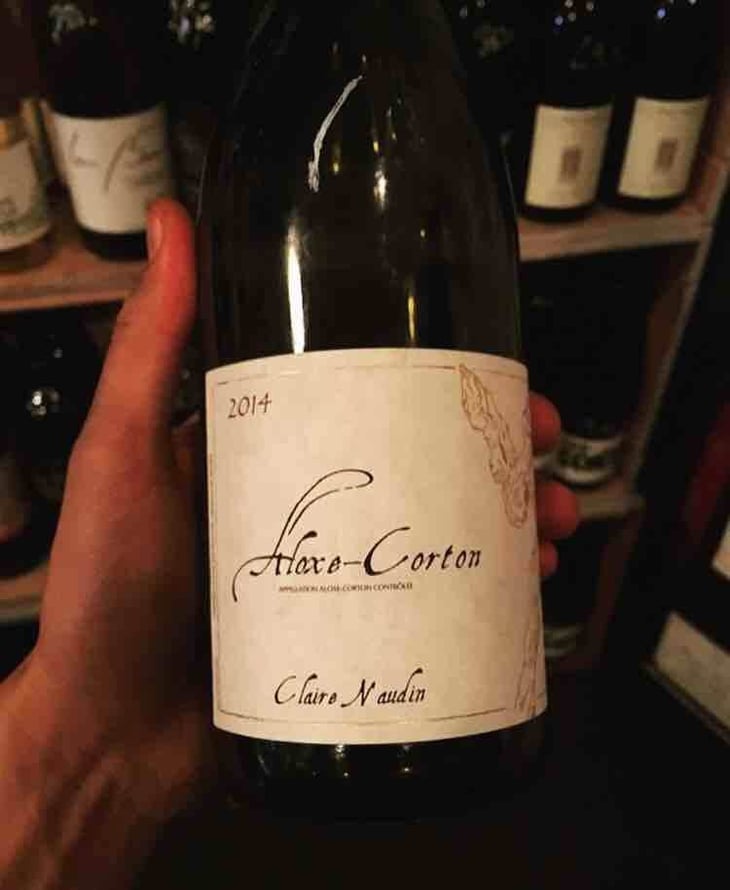 2014
Aloxe-Corton
APPELLATION ALOXE-CORTON CONTRÔLÉE
Claire Naudin